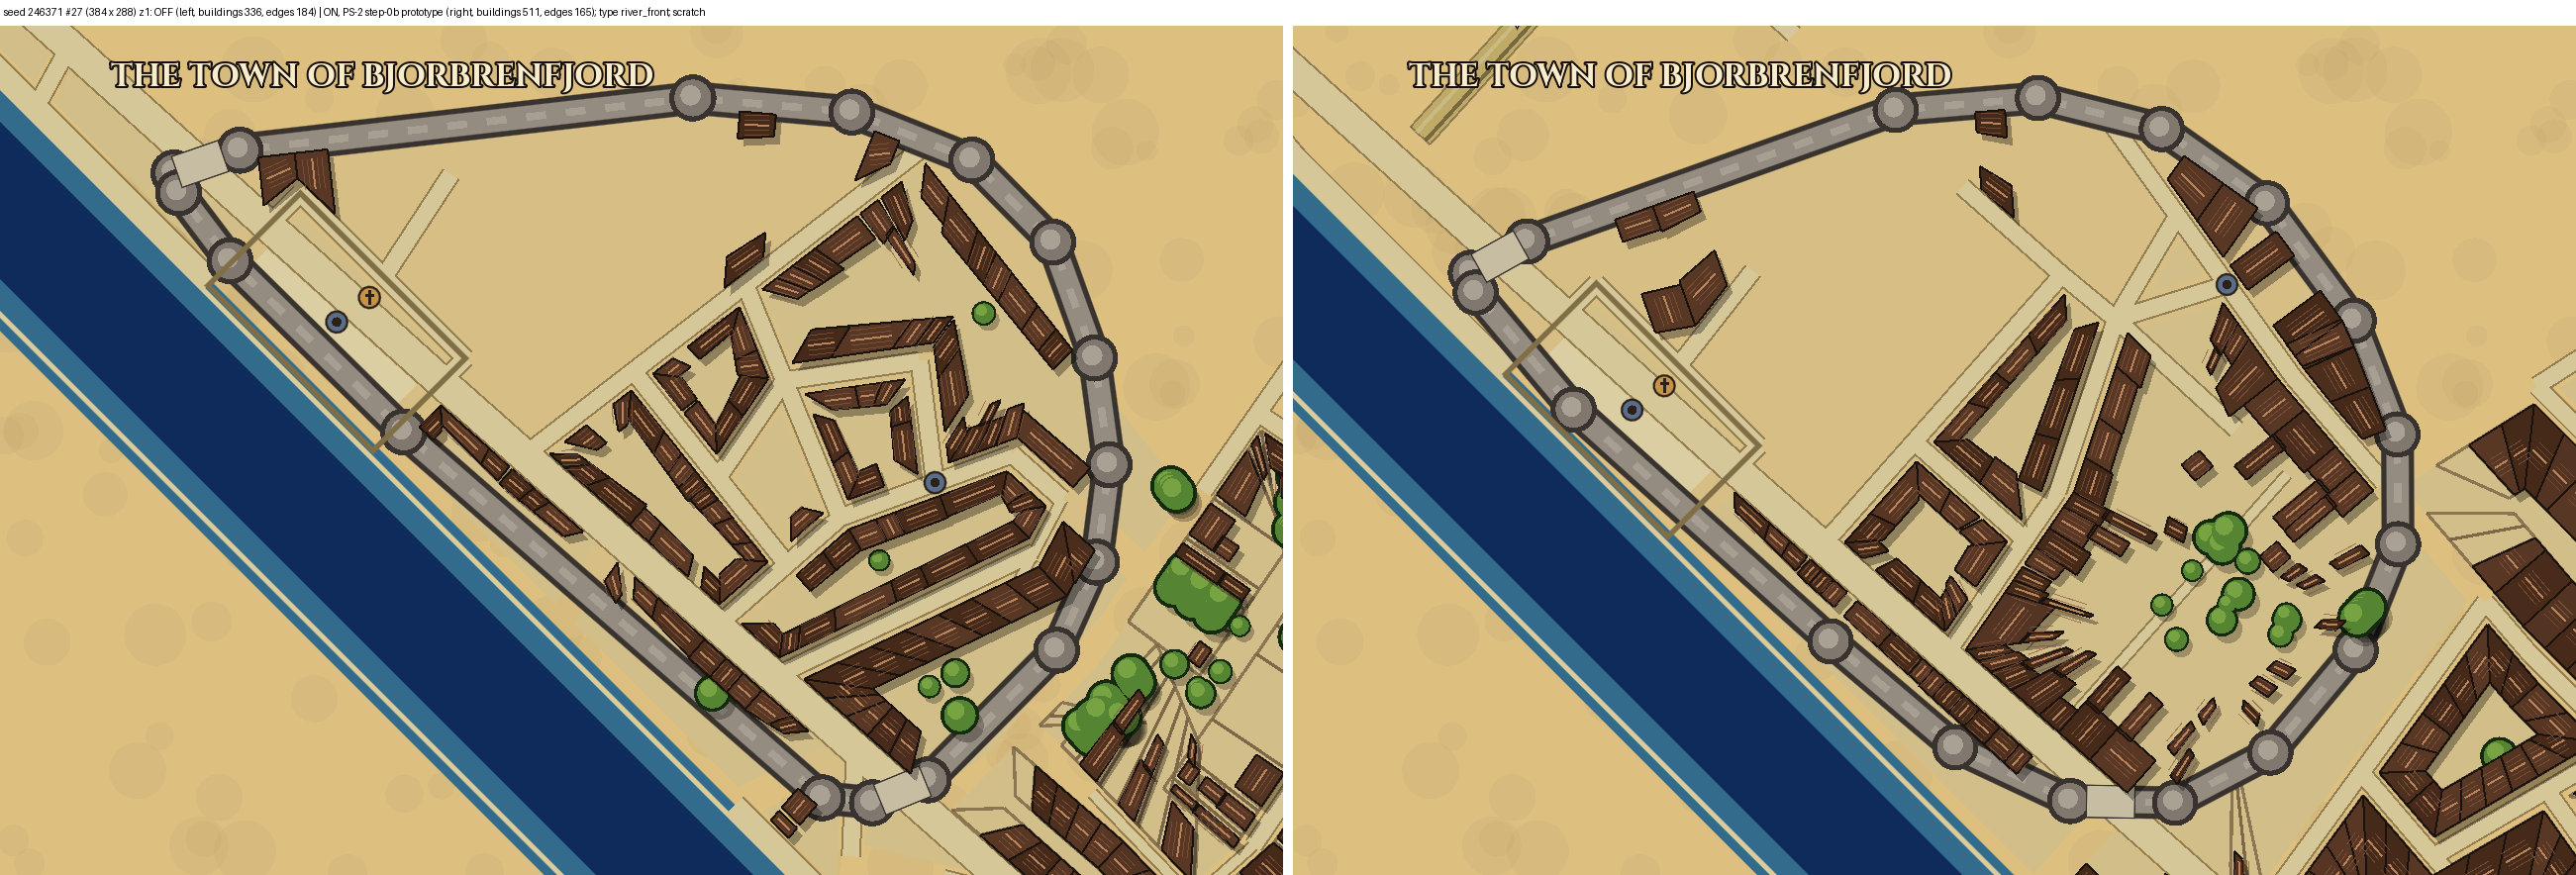 seed 246371 #27 (384 x 288) z1: OFF (left, buildings 336, edges 184) | ON, PS-2 step-0b prototype (right, buildings 511, edges 165); type river_front; scratch
THE TOWN OF BJORBRENFJORD
THE TOWN OF BJORBRENFJORD